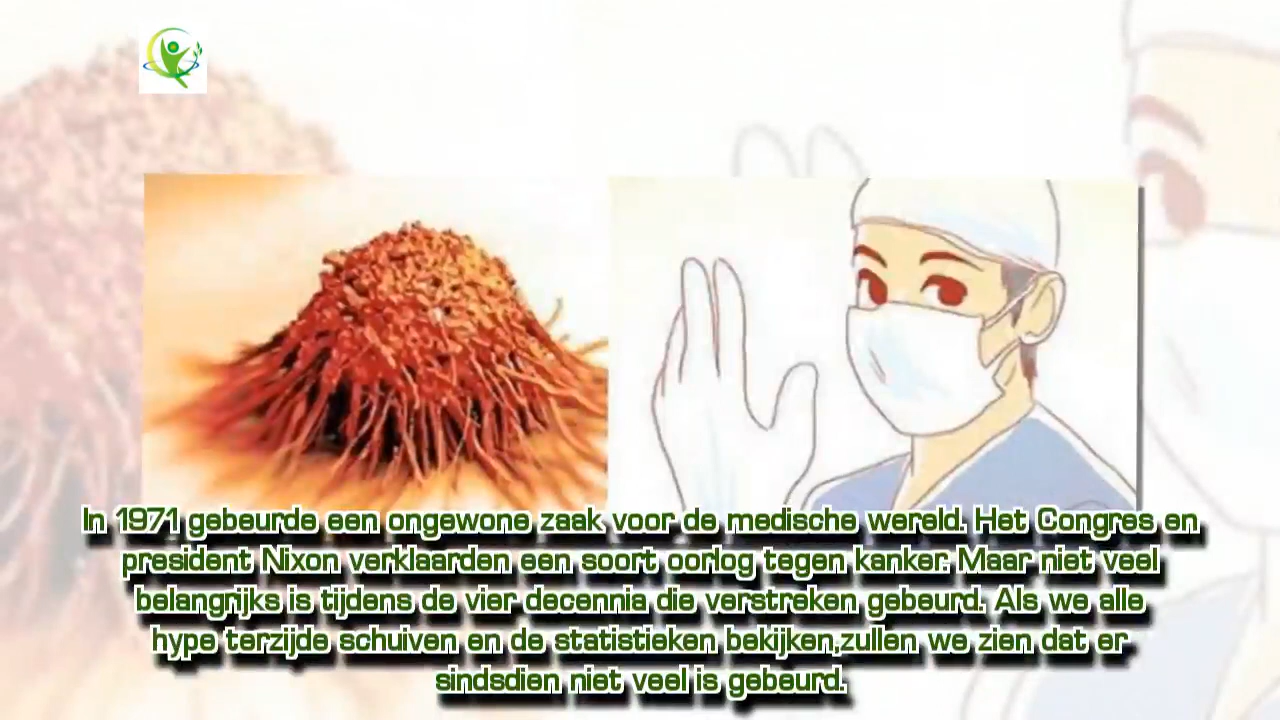 In 1971 gebeurde een ongewone zaak voor de medische wereld. Het Congres en
president Nixon verklaarden een soort oorlog tegen kanker. Maar niet veel
belangrijks is tijdens de vier decennia die verstreken gebeurd. Als we alle
hype terzijde schuiven en de statistieken bekijken,zullen we zien dat er
sindsdien niet veel is gebeurd.